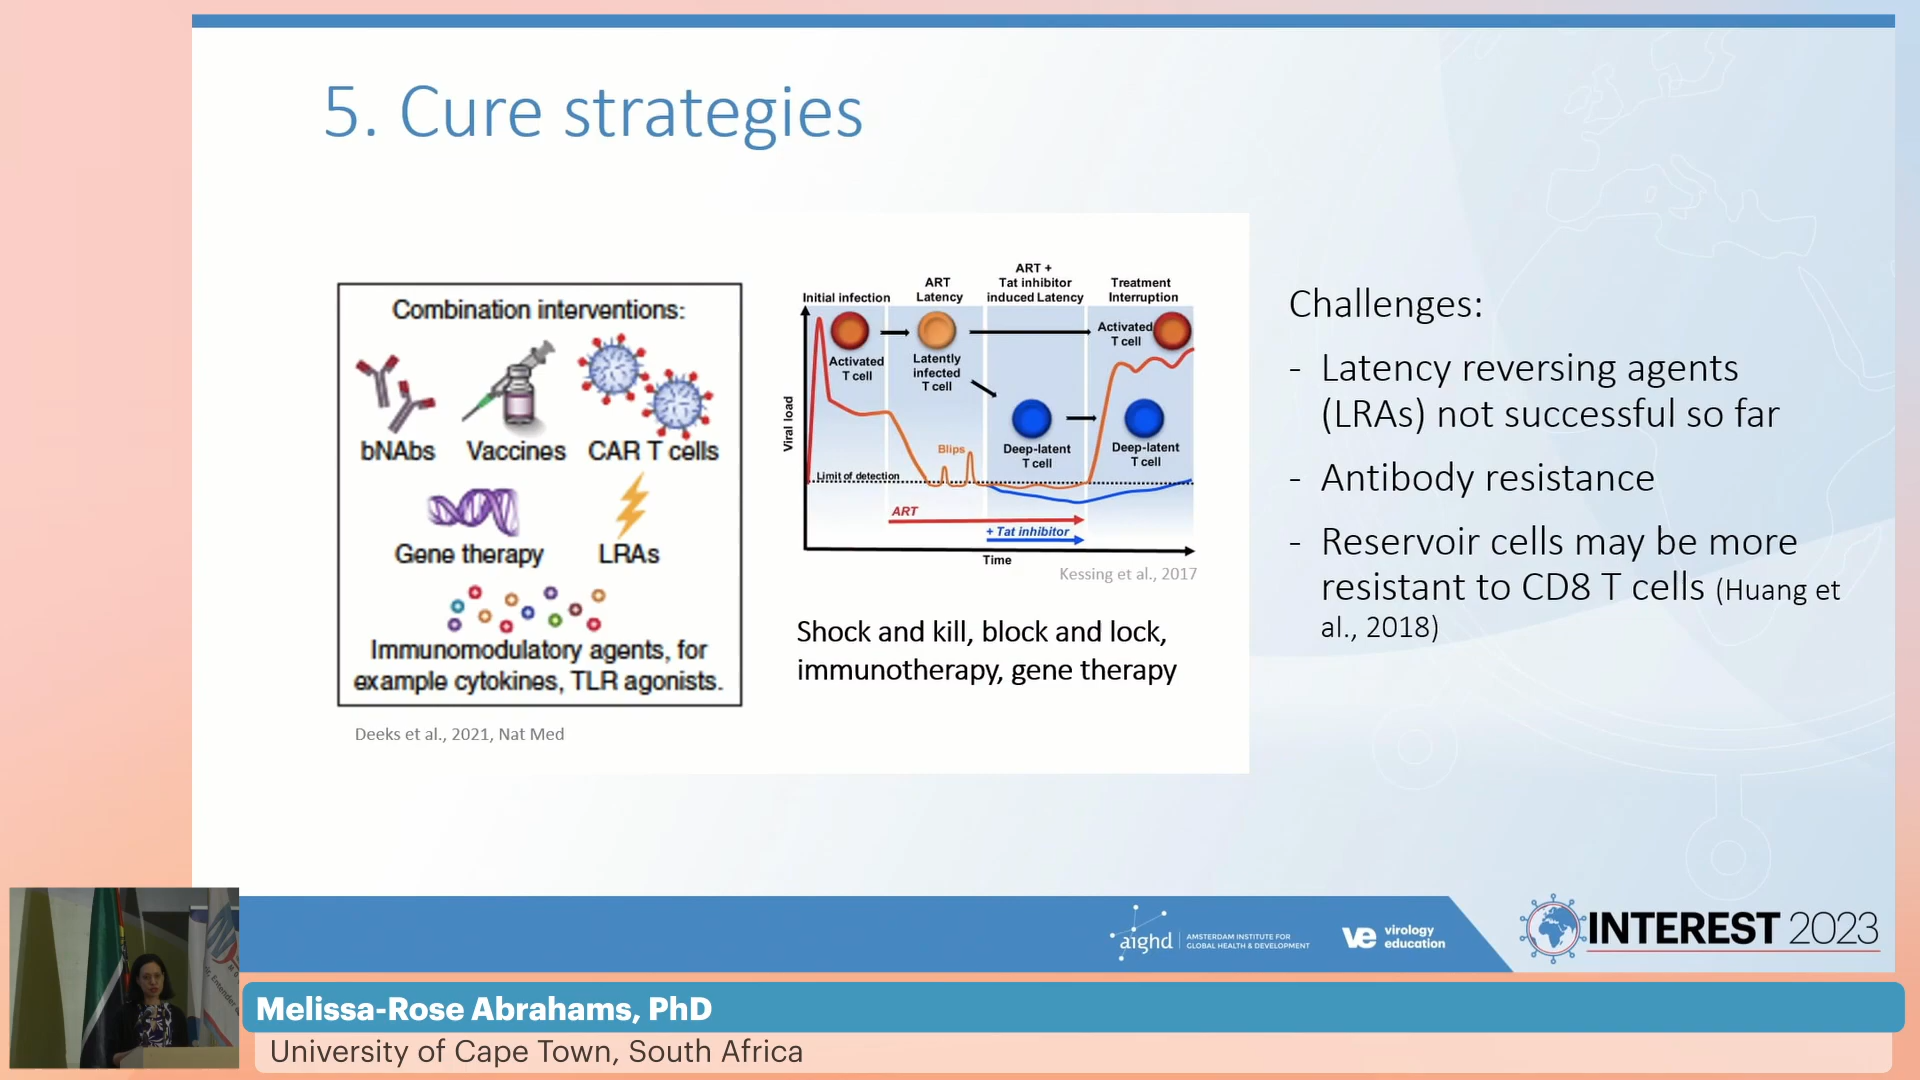 5. Cure strategies
Combination interventions:
bNAbs Vaccines CAR T cells
Gene therapy LRAs
Immunomodulatory agents, for
example cytokines, TLR agonists.
Deeks et al., 2021, Nat Med
Initial infection
ART
Latency
ART +
Tat inhibitor
induced Latency
Treatment
Interruption
Activated
T cell
Latently
infected
T cell
Activated
T cell
Deep-latent
T cell
Deep-latent
T cell
Viral load
Blips
Limit of detection
ART
+ Tat inhibitor
Time
Kessing et al., 2017
Shock and kill, block and lock,
immunotherapy, gene therapy
Challenges:
- Latency reversing agents
(LRAs) not successful so far
- Antibody resistance
- Reservoir cells may be more
resistant to CD8 T cells (Huang et
al., 2018)
aighd AMSTERDAM INSTITUTE FOR
GLOBAL HEALTH & DEVELOPMENT
ve virology
education
INTEREST 2023
Melissa-Rose Abrahams, PhD
University of Cape Town, South Africa